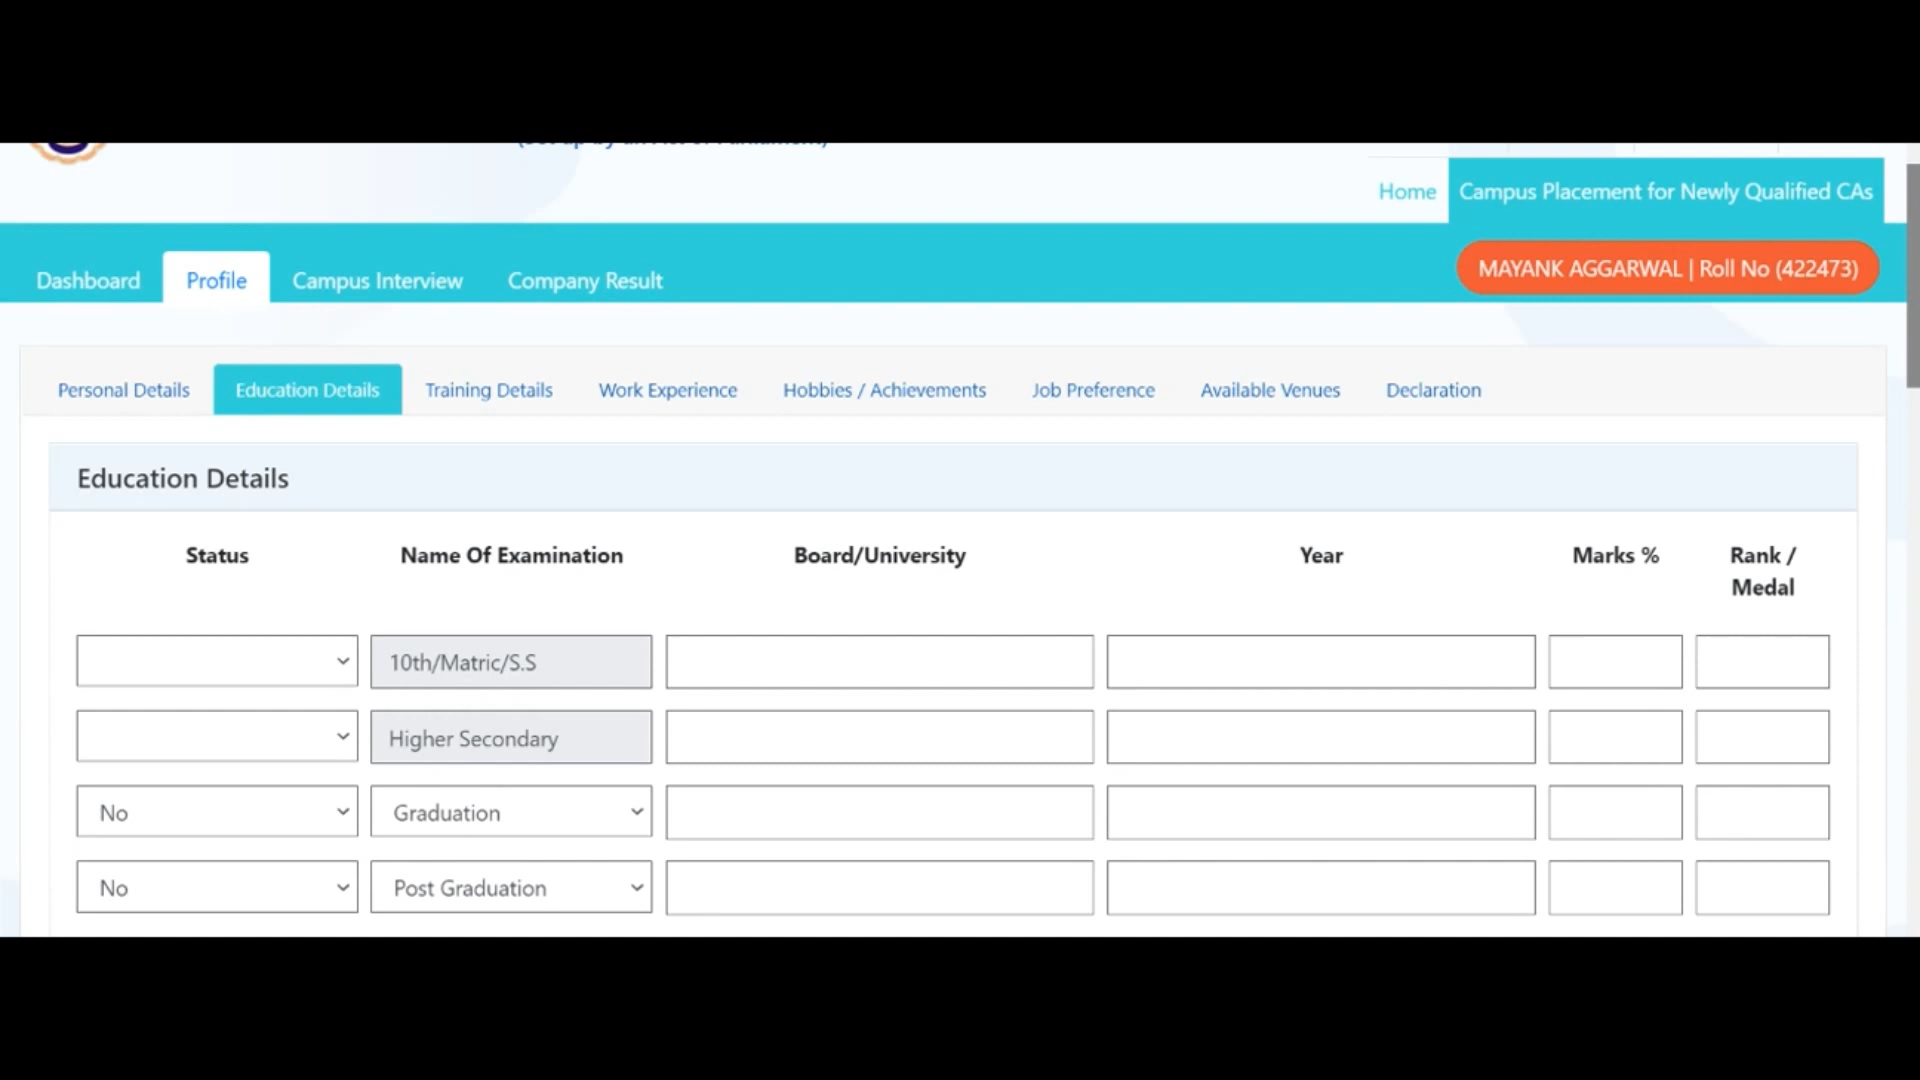 Home
Campus Placement for Newly Qualified CAs
Dashboard
Profile
Campus Interview
Company Result
MAYANK AGGARWAL | Roll No (422473)
Personal Details
Education Details
Training Details
Work Experience
Hobbies / Achievements
Job Preference
Available Venues
Declaration
Education Details
Status
Name Of Examination
Board/University
Year
Marks %
Rank /
Medal
10th/Matric/S.S
Higher Secondary
No
Graduation
No
Post Graduation